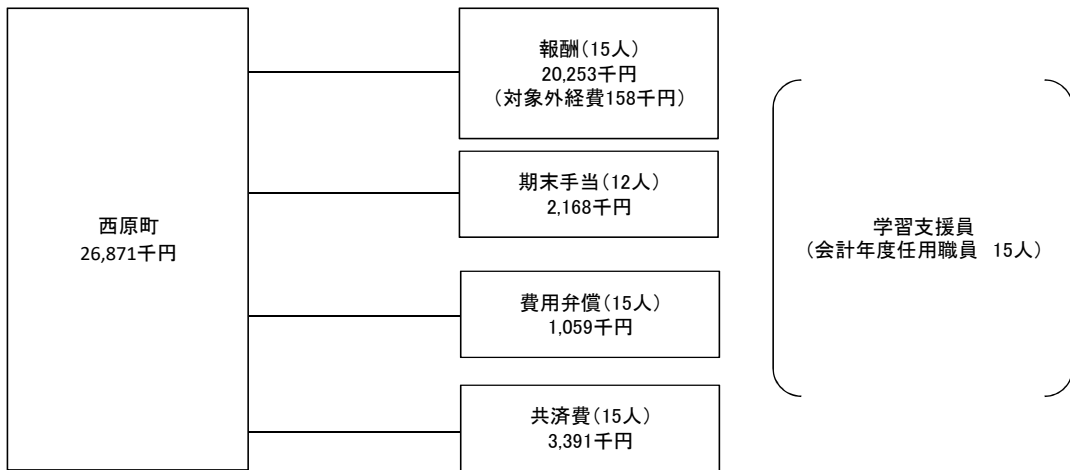 西原町
26,871千円
報酬(15人)
20,253千円
(対象外経費158千円)
期末手当(12人)
2,168千円
費用弁償(15人)
1,059千円
共済費(15人)
3,391千円
学習支援員
(会計年度任用職員　15人)